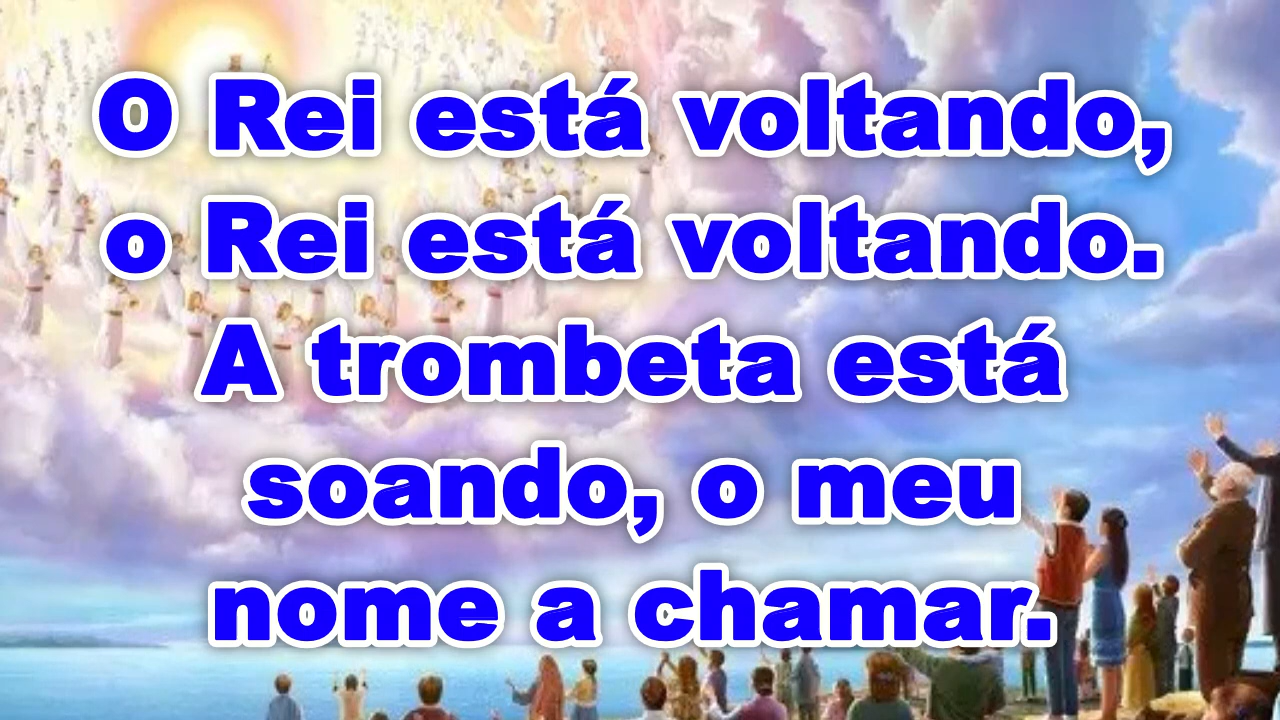 O Rei está voltando,
o Rei está voltando.
A trombeta está
soando, o meu
nome a chamar.